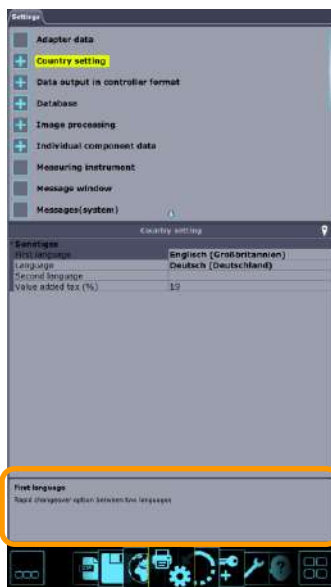 Settings
Adapter data
Country setting
Data output in controller format
Database
Image processing
Individual component data
Measuring instrument
Message window
Messages(system)
Country setting
Sonstiges
First language Englisch (Großbritannien)
Language Deutsch (Deutschland)
Second language
Value added tax (%) 19
First language
Rapid changeover option between two languages